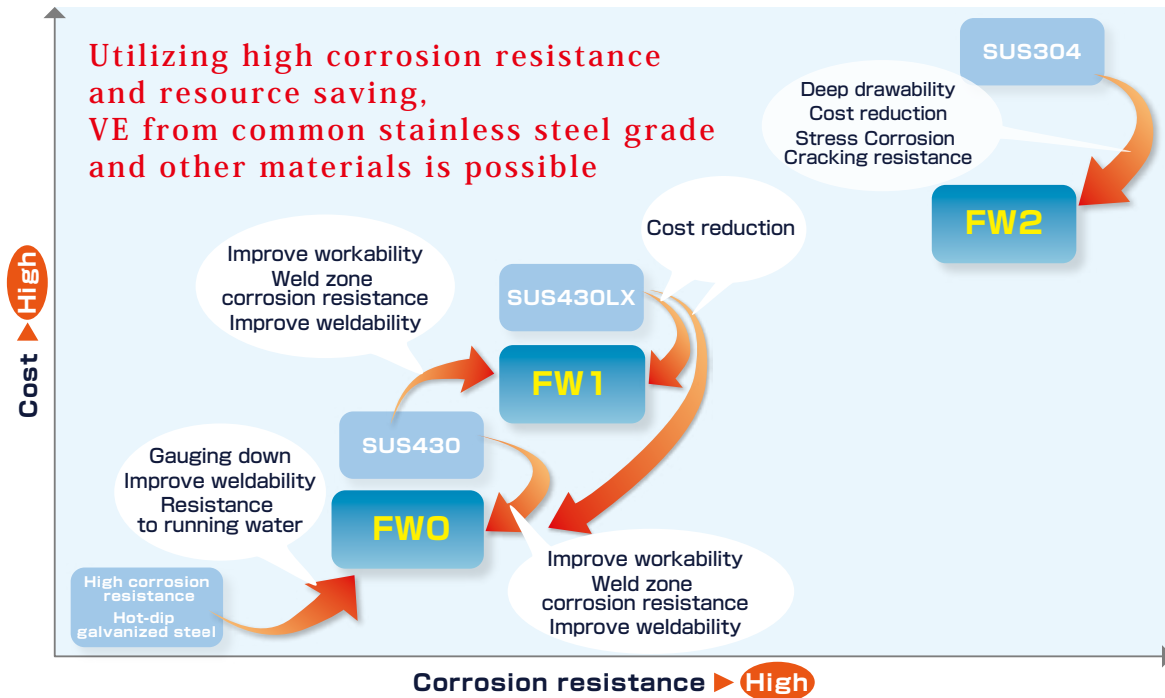 Utilizing high corrosion resistance
and resource saving,
VE from common stainless steel grade
and other materials is possible
SUS304
Deep drawability
Cost reduction
Stress Corrosion
Cracking resistance
FW2
Cost reduction
Improve workability
Weld zone
corrosion resistance
Improve weldability
SUS430LX
FW1
SUS430
Gauging down
Improve weldability
Resistance
to running water
FW0
Improve workability
Weld zone
corrosion resistance
Improve weldability
High corrosion
resistance
Hot-dip
galvanized steel
Cost ▶ High
Corrosion resistance ▶ High